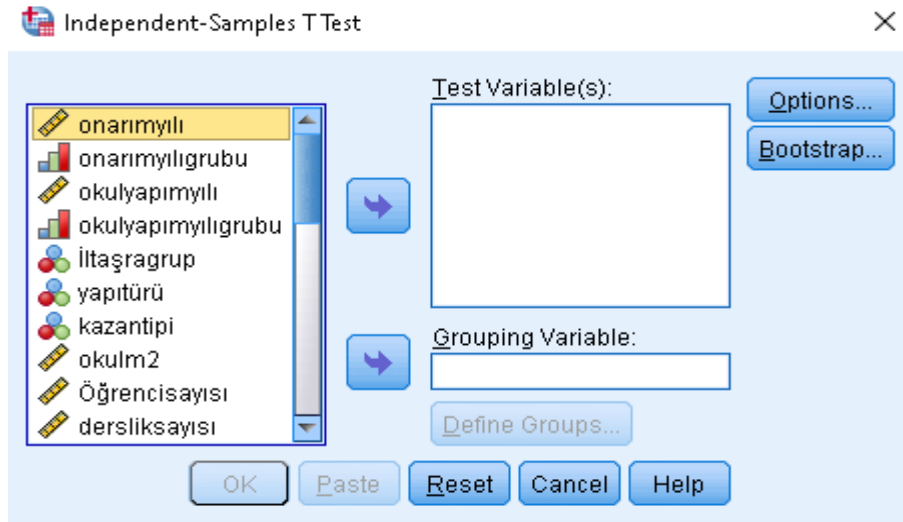 Independent-Samples T Test
onarımyılı
onarımyılıgrubu
okulyapımyılı
okulyapımyılıgrubu
İltaşragrup
yapıtürü
kazantipi
okulm2
Öğrencisayısı
dersliksayısı
Test Variable(s):
Grouping Variable:
Define Groups...
Options...
Bootstrap...
OK Paste Reset Cancel Help